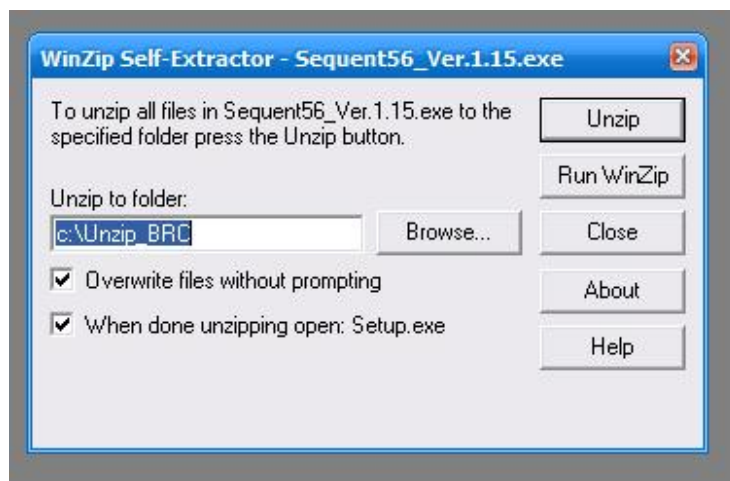 WinZip Self-Extractor - Sequent56_Ver.1.15.exe
To unzip all files in Sequent56_Ver.1.15.exe to the
specified folder press the Unzip button.
Unzip
Run WinZip
Unzip to folder:
c:\Unzip_BRC
Browse...
Close
Overwrite files without prompting
About
When done unzipping open: Setup.exe
Help